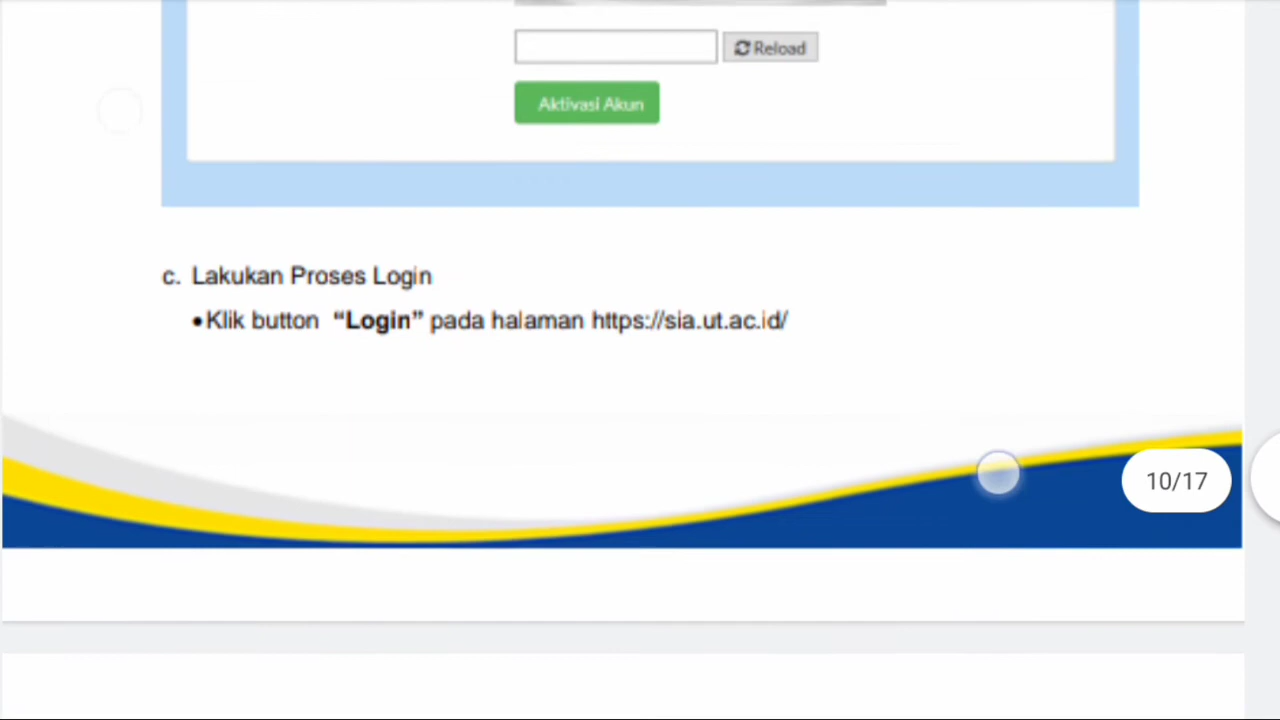 Reload
Aktivasi Akun
c. Lakukan Proses Login
•Klik button “Login” pada halaman https://sia.ut.ac.id/
10/17